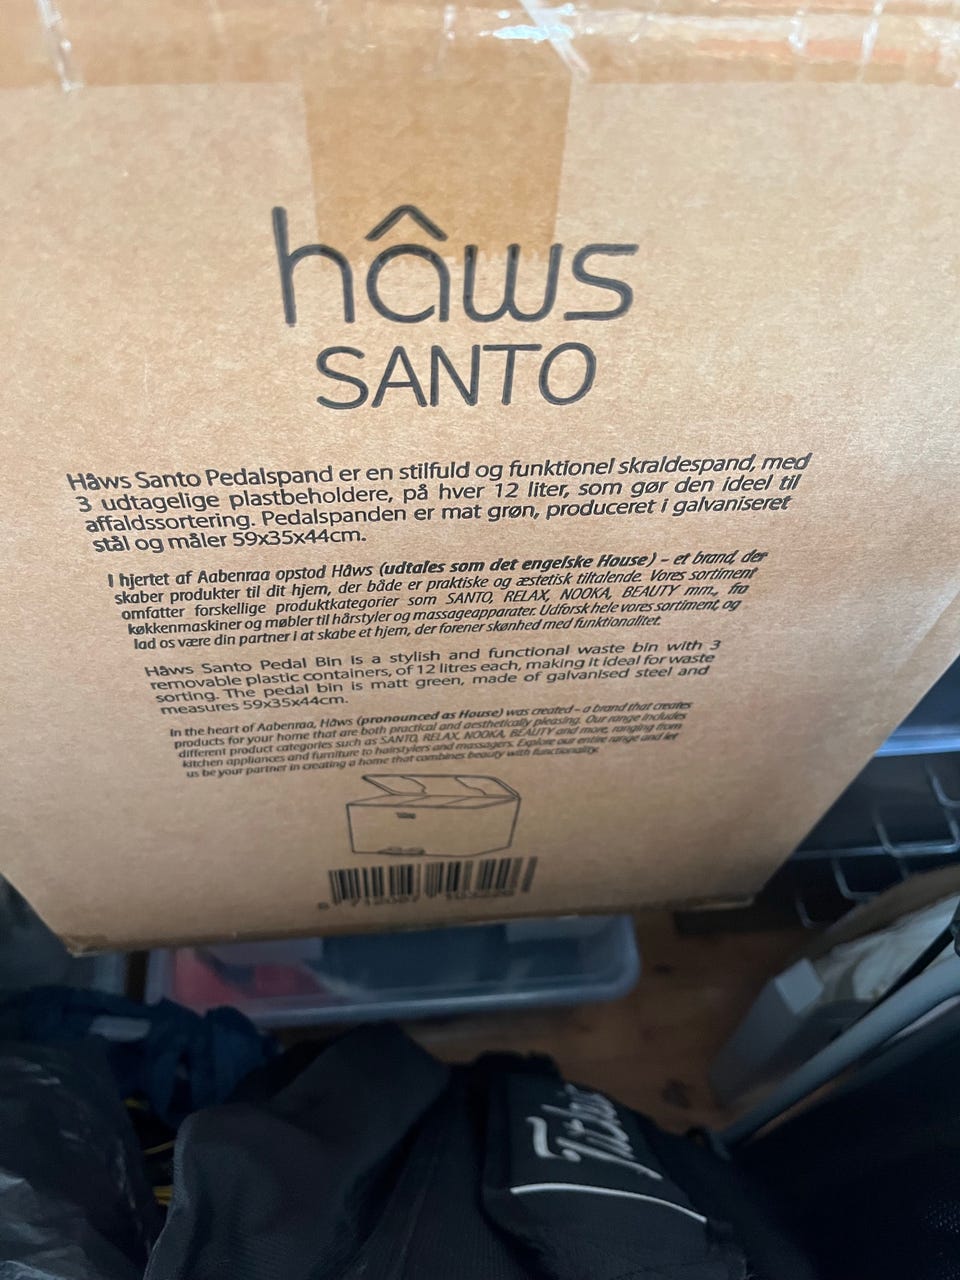 hâws
SANTO
Hâws Santo Pedalspand er en stilfuld og funktionel skraldespand, med
3 udtagelige plastbeholdere, på hver 12 liter, som gør den ideel til
affaldssortering. Pedalspanden er mat grøn, produceret i galvaniseret
stål og måler 59x35x44cm.
I hjertet af Aabenraa opstod Hâws (udtales som det engelske House) – et brand, der
skaber produkter til dit hjem, der både er praktiske og æstetisk tiltalende. Vores sortiment
omfatter forskellige produktkategorier som SANTO, RELAX, NOOKA, BEAUTY mm., fra
køkkenmaskiner og møbler til hårstyler og massageapparater. Udforsk hele vores sortiment, og
lad os være din partner i at skabe et hjem, der forener skønhed med funktionalitet.
Hâws Santo Pedal Bin is a stylish and functional waste bin with 3
removable plastic containers, of 12 litres each, making it ideal for waste
sorting. The pedal bin is matt green, made of galvanised steel and
measures 59x35x44cm.
In the heart of Aabenraa, Hâws (pronounced as House) was created – a brand that creates
products for your home that are both practical and aesthetically pleasing. Our range includes
different product categories such as SANTO, RELAX, NOOKA, BEAUTY and more, ranging from
kitchen appliances and furniture to hairstylers and massagers. Explore our entire range and let
us be your partner in creating a home that combines beauty with functionality.